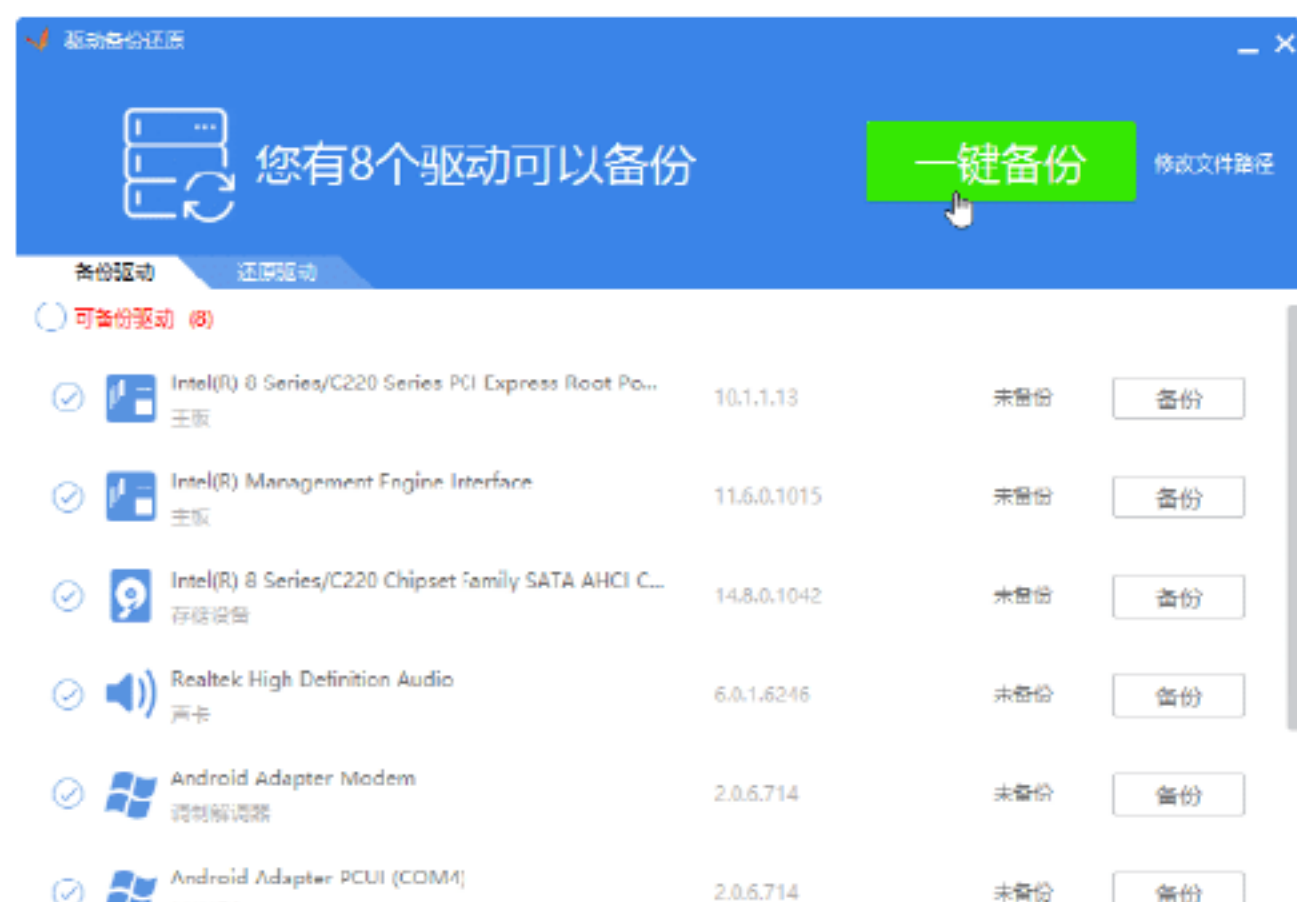 驱动备份还原
您有8个驱动可以备份
一键备份
修改文件路径
备份驱动
还原驱动
可备份驱动 (8)
Intel(R) 8 Series/C220 Series PCI Express Root Po... 10.1.1.13 未备份 备份
主板
Intel(R) Management Engine Interface 11.6.0.1015 未备份 备份
主板
Intel(R) 8 Series/C220 Chipset Family SATA AHCI C... 14.8.0.1042 未备份 备份
存储设备
Realtek High Definition Audio 6.0.1.6246 未备份 备份
声卡
Android Adapter Modem 2.0.6.714 未备份 备份
调制解调器
Android Adapter PCUI (COM4) 2.0.6.714 未备份 备份